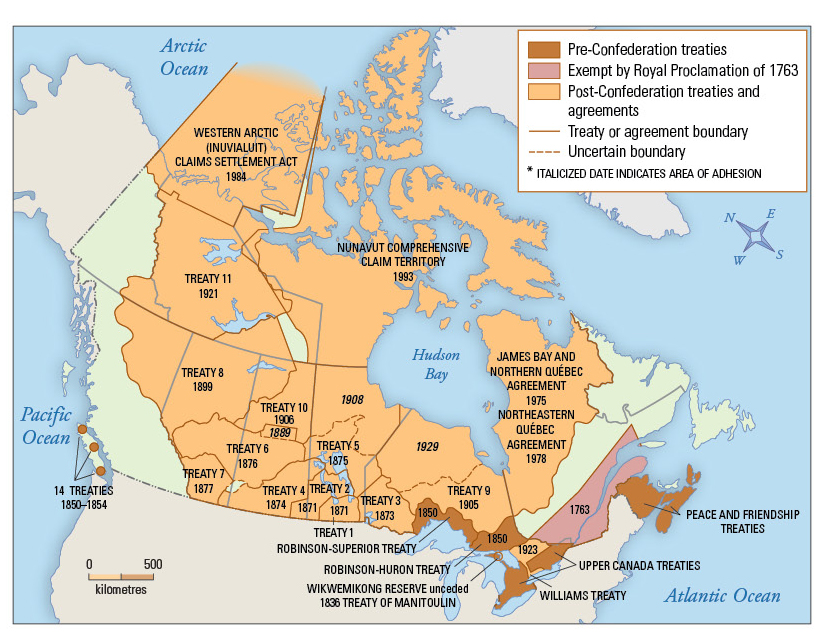 Arctic
Ocean
Pre-Confederation treaties
Exempt by Royal Proclamation of 1763
Post-Confederation treaties and
agreements
Treaty or agreement boundary
Uncertain boundary
* ITALICIZED DATE INDICATES AREA OF ADHESION
WESTERN ARCTIC
(INUVIALUIT)
CLAIMS SETTLEMENT ACT
1984
N
E
W
S
NUNAVUT COMPREHENSIVE
CLAIM TERRITORY
1993
TREATY 11
1921
Hudson
Bay
JAMES BAY AND
NORTHERN QUÉBEC
AGREEMENT
1975
NORTHEASTERN
QUÉBEC
AGREEMENT
1978
TREATY 8
1899
TREATY 10
1906
1889
1908
Pacific
Ocean
TREATY 6
1876
TREATY 5
1875
1929
TREATY 7
1877
14 TREATIES
1850–1854
TREATY 4
1874
1871
TREATY 2
1871
TREATY 3
1873
TREATY 9
1905
1850
1850
1763
1923
TREATY 1
ROBINSON-SUPERIOR TREATY
ROBINSON-HURON TREATY
WIKWEMIKONG RESERVE unceded
1836 TREATY OF MANITOULIN
PEACE AND FRIENDSHIP
TREATIES
UPPER CANADA TREATIES
WILLIAMS TREATY
Atlantic Ocean
0
500
kilometres